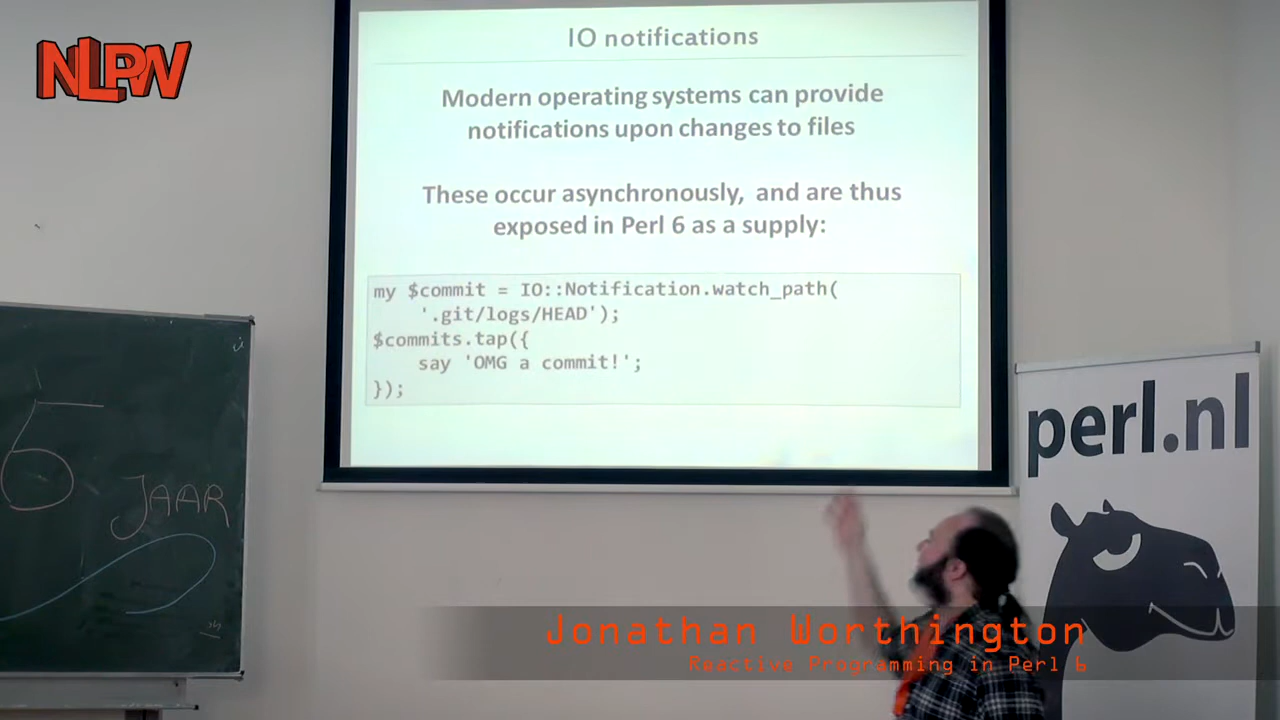 NLPW
IO notifications
Modern operating systems can provide
notifications upon changes to files
These occur asynchronously, and are thus
exposed in Perl 6 as a supply:
my $commit = IO::Notification.watch_path(
'.git/logs/HEAD');
$commits.tap({
say 'OMG a commit!';
});
5
JAAR
perl.nl
Jonathan Worthington
Reactive Programming in Perl 6